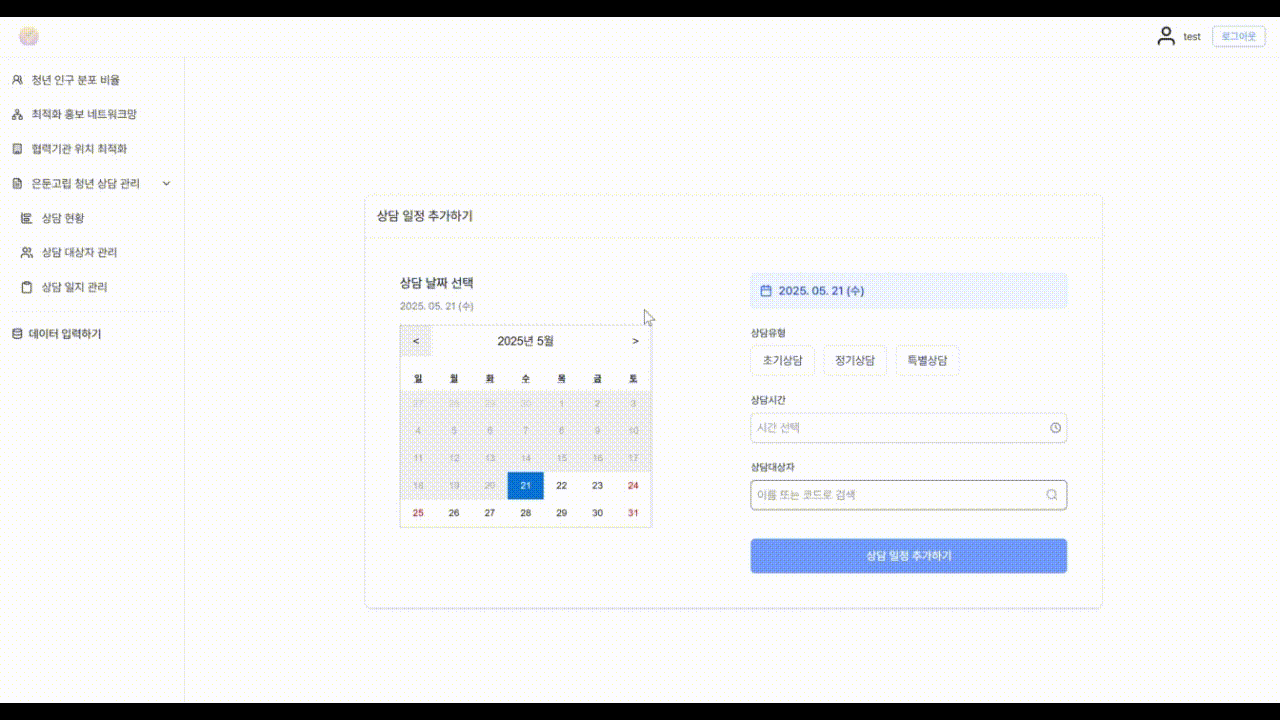 test 로그아웃
청년 인구 분포 비율
최적화 홍보 네트워크망
협력기관 위치 최적화
은둔고립 청년 상담 관리
상담 현황
상담 대상자 관리
상담 일지 관리
데이터 입력하기
상담 일정 추가하기
상담 날짜 선택
2025. 05. 21 (수)
< 2025년 5월 >
일 월 화 수 목 금 토
27 28 29 30 1 2 3
4 5 6 7 8 9 10
11 12 13 14 15 16 17
18 19 20 21 22 23 24
25 26 27 28 29 30 31
2025. 05. 21 (수)
상담유형
초기상담 정기상담 특별상담
상담시간
시간 선택
상담대상자
이름 또는 코드로 검색
상담 일정 추가하기